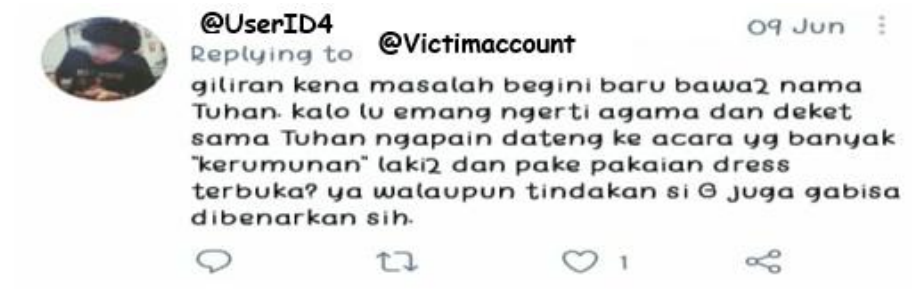 @UserID4
09 Jun
Replying to @Victimaccount
giliran kena masalah begini baru bawa2 nama
Tuhan. kalo lu emang ngerti agama dan deket
sama Tuhan ngapain dateng ke acara yg banyak
"kerumunan" laki2 dan pake pakaian dress
terbuka? ya walaupun tindakan si G juga gabisa
dibenarkan sih.
1